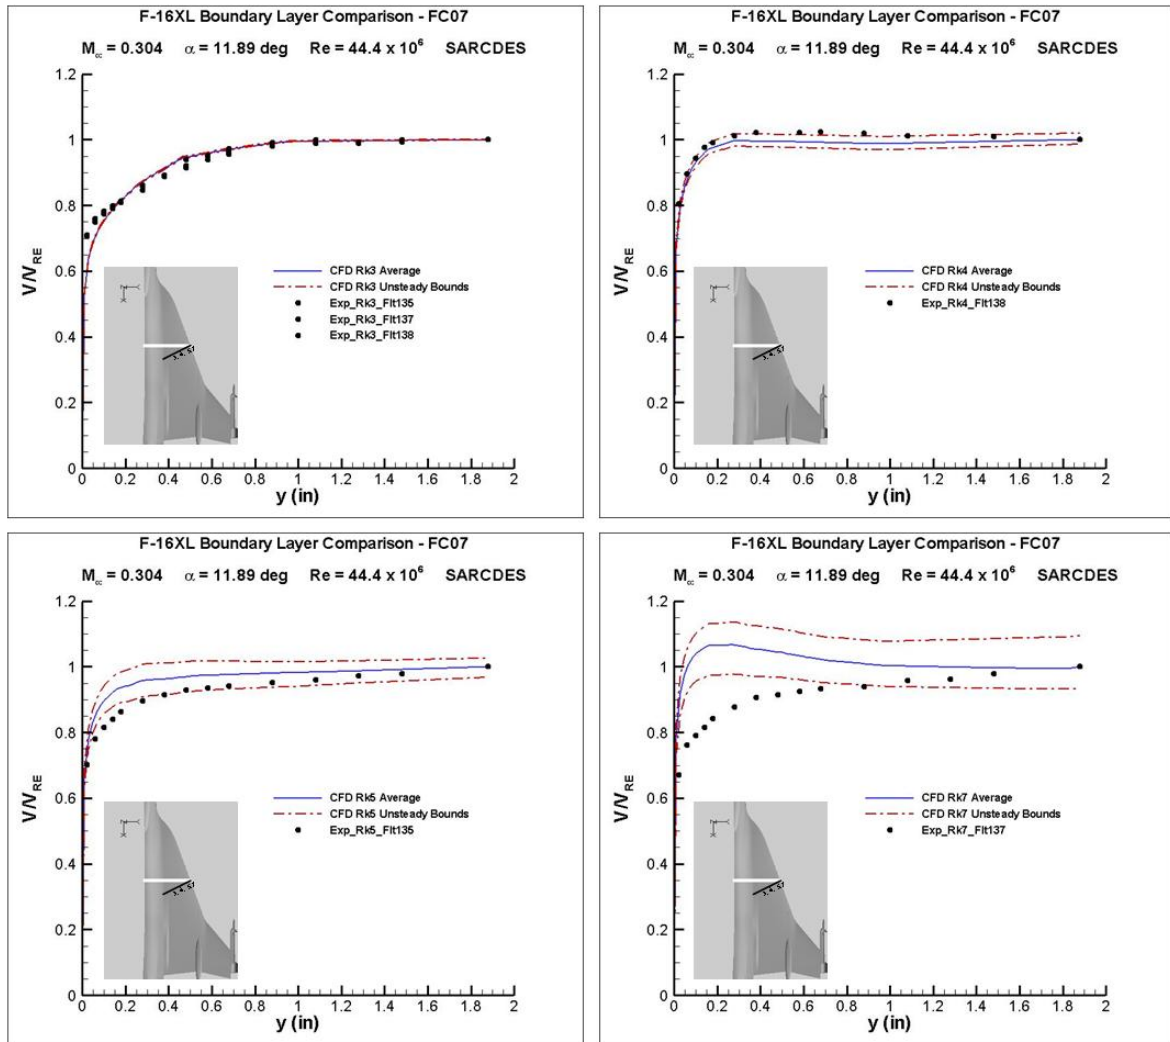 F-16XL Boundary Layer Comparison - FC07
M∞ = 0.304 α = 11.89 deg Re = 44.4 x 10⁶ SARCDES
1.2
1
0.8
0.6
0.4
0.2
0
V/V_RE
CFD Rk3 Average
CFD Rk3 Unsteady Bounds
Exp_Rk3_Flt135
Exp_Rk3_Flt137
Exp_Rk3_Flt138
0 0.2 0.4 0.6 0.8 1 1.2 1.4 1.6 1.8 2
y (in)
F-16XL Boundary Layer Comparison - FC07
M∞ = 0.304 α = 11.89 deg Re = 44.4 x 10⁶ SARCDES
1.2
1
0.8
0.6
0.4
0.2
0
V/V_RE
CFD Rk4 Average
CFD Rk4 Unsteady Bounds
Exp_Rk4_Flt138
0 0.2 0.4 0.6 0.8 1 1.2 1.4 1.6 1.8 2
y (in)
F-16XL Boundary Layer Comparison - FC07
M∞ = 0.304 α = 11.89 deg Re = 44.4 x 10⁶ SARCDES
1.2
1
0.8
0.6
0.4
0.2
0
V/V_RE
CFD Rk5 Average
CFD Rk5 Unsteady Bounds
Exp_Rk5_Flt135
0 0.2 0.4 0.6 0.8 1 1.2 1.4 1.6 1.8 2
y (in)
F-16XL Boundary Layer Comparison - FC07
M∞ = 0.304 α = 11.89 deg Re = 44.4 x 10⁶ SARCDES
1.2
1
0.8
0.6
0.4
0.2
0
V/V_RE
CFD Rk7 Average
CFD Rk7 Unsteady Bounds
Exp_Rk7_Flt137
0 0.2 0.4 0.6 0.8 1 1.2 1.4 1.6 1.8 2
y (in)